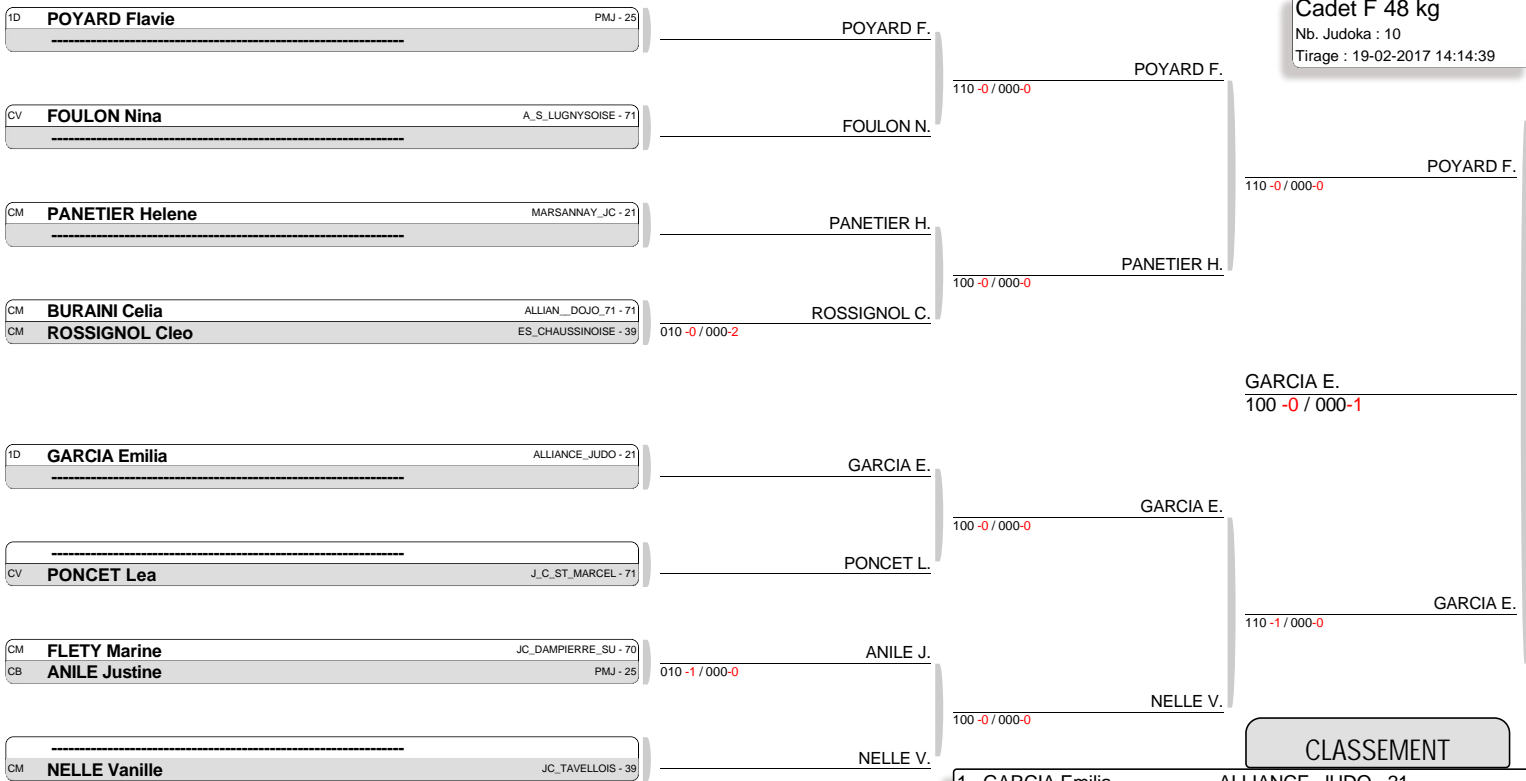 Cadet F 48 kg
Nb. Judoka : 10
Tirage : 19-02-2017 14:14:39
1D POYARD Flavie PMJ - 25
--------------------------------------------------------------
CV FOULON Nina A_S_LUGNYSOISE - 71
--------------------------------------------------------------
CM PANETIER Helene MARSANNAY_JC - 21
--------------------------------------------------------------
CM BURAINI Celia ALLIAN__DOJO_71 - 71
CM ROSSIGNOL Cleo ES_CHAUSSINOISE - 39
1D GARCIA Emilia ALLIANCE_JUDO - 21
--------------------------------------------------------------
--------------------------------------------------------------
CV PONCET Lea J_C_ST_MARCEL - 71
CM FLETY Marine JC_DAMPIERRE_SU - 70
CB ANILE Justine PMJ - 25
--------------------------------------------------------------
CM NELLE Vanille JC_TAVELLOIS - 39
POYARD F.
FOULON N.
PANETIER H.
ROSSIGNOL C.
010 -0 / 000-2
GARCIA E.
PONCET L.
ANILE J.
010 -1 / 000-0
NELLE V.
POYARD F.
110 -0 / 000-0
PANETIER H.
100 -0 / 000-0
GARCIA E.
100 -0 / 000-0
NELLE V.
100 -0 / 000-0
POYARD F.
110 -0 / 000-0
GARCIA E.
100 -0 / 000-1
GARCIA E.
110 -1 / 000-0
CLASSEMENT
1 GARCIA Emilia ALLIANCE_JUDO - 21